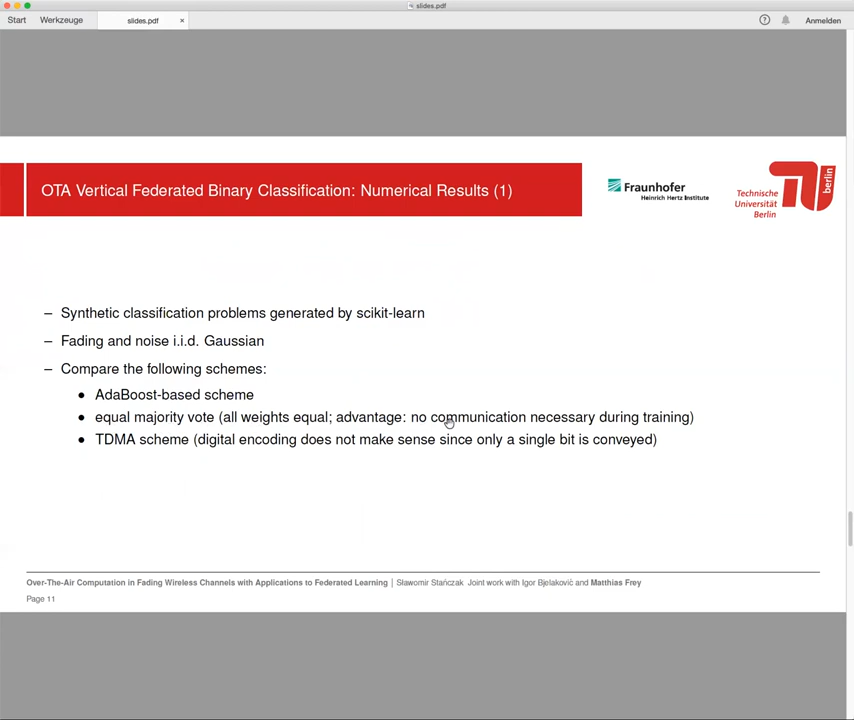 slides.pdf
Start Werkzeuge slides.pdf × ? Anmelden
OTA Vertical Federated Binary Classification: Numerical Results (1)
Fraunhofer
Heinrich Hertz Institute
Technische
Universität
Berlin
berlin
– Synthetic classification problems generated by scikit-learn
– Fading and noise i.i.d. Gaussian
– Compare the following schemes:
• AdaBoost-based scheme
• equal majority vote (all weights equal; advantage: no communication necessary during training)
• TDMA scheme (digital encoding does not make sense since only a single bit is conveyed)
Over-The-Air Computation in Fading Wireless Channels with Applications to Federated Learning | Sławomir Stańczak Joint work with Igor Bjelaković and Matthias Frey
Page 11